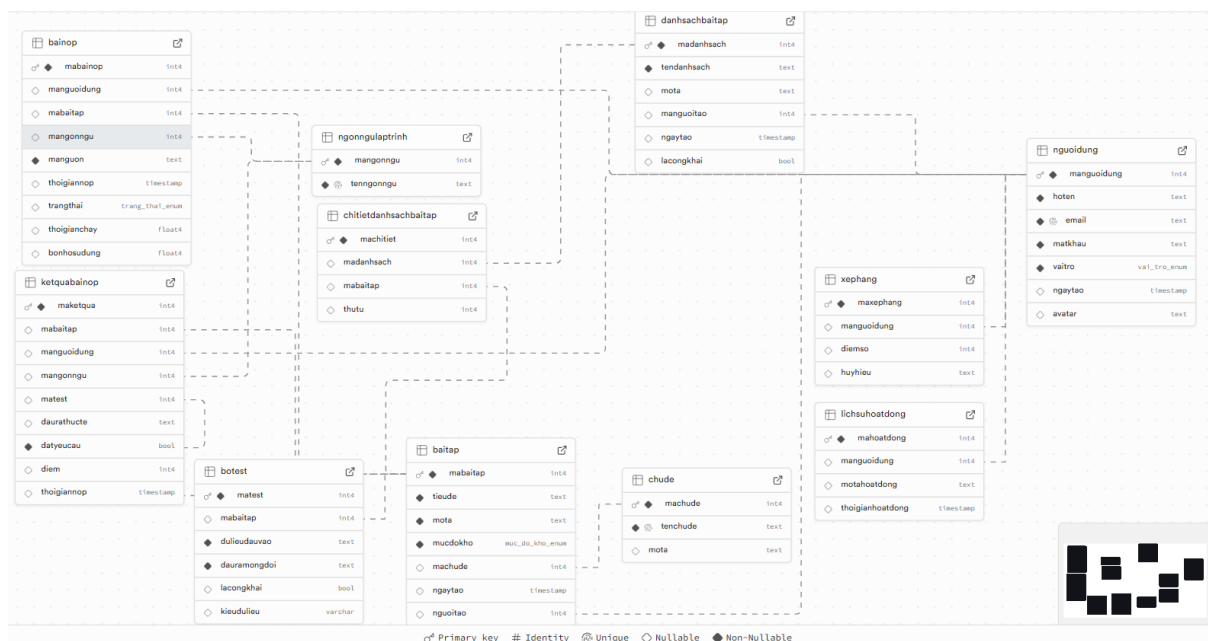 bainop
mabainop int4
manguoidung int4
mabaitap int4
mangonngu int4
manguon text
thoigiannop timestamp
trangthai trang_thai_enum
thoigianchay float4
bonhosudung float4
ketquabainop
maketqua int4
mabaitap int4
manguoidung int4
mangonngu int4
matest int4
daurathucte text
datyeucau bool
diem int4
thoigiannop timestamp
ngonngulaptrinh
mangonngu int4
tenngonngu text
chitietdanhsachbaitap
machitiet int4
madanhsach int4
mabaitap int4
thutu int4
botest
matest int4
mabaitap int4
dulieudauvao text
dauramongdoi text
lacongkhai bool
kieudulieu varchar
baitap
mabaitap int4
tieude text
mota text
mucdokho muc_do_kho_enum
machude int4
ngaytao timestamp
nguoitao int4
danhsachbaitap
madanhsach int4
tendanhsach text
mota text
manguoitao int4
ngaytao timestamp
lacongkhai bool
chude
machude int4
tenchude text
mota text
nguoidung
manguoidung int4
hoten text
email text
matkhau text
vaitro vai_tro_enum
ngaytao timestamp
avatar text
xephang
maxephang int4
manguoidung int4
diemso int4
huyhieu text
lichsuhoatdong
mahoatdong int4
manguoidung int4
motahoatdong text
thoigianhoatdong timestamp
Primary key # Identity Unique Nullable Non-Nullable